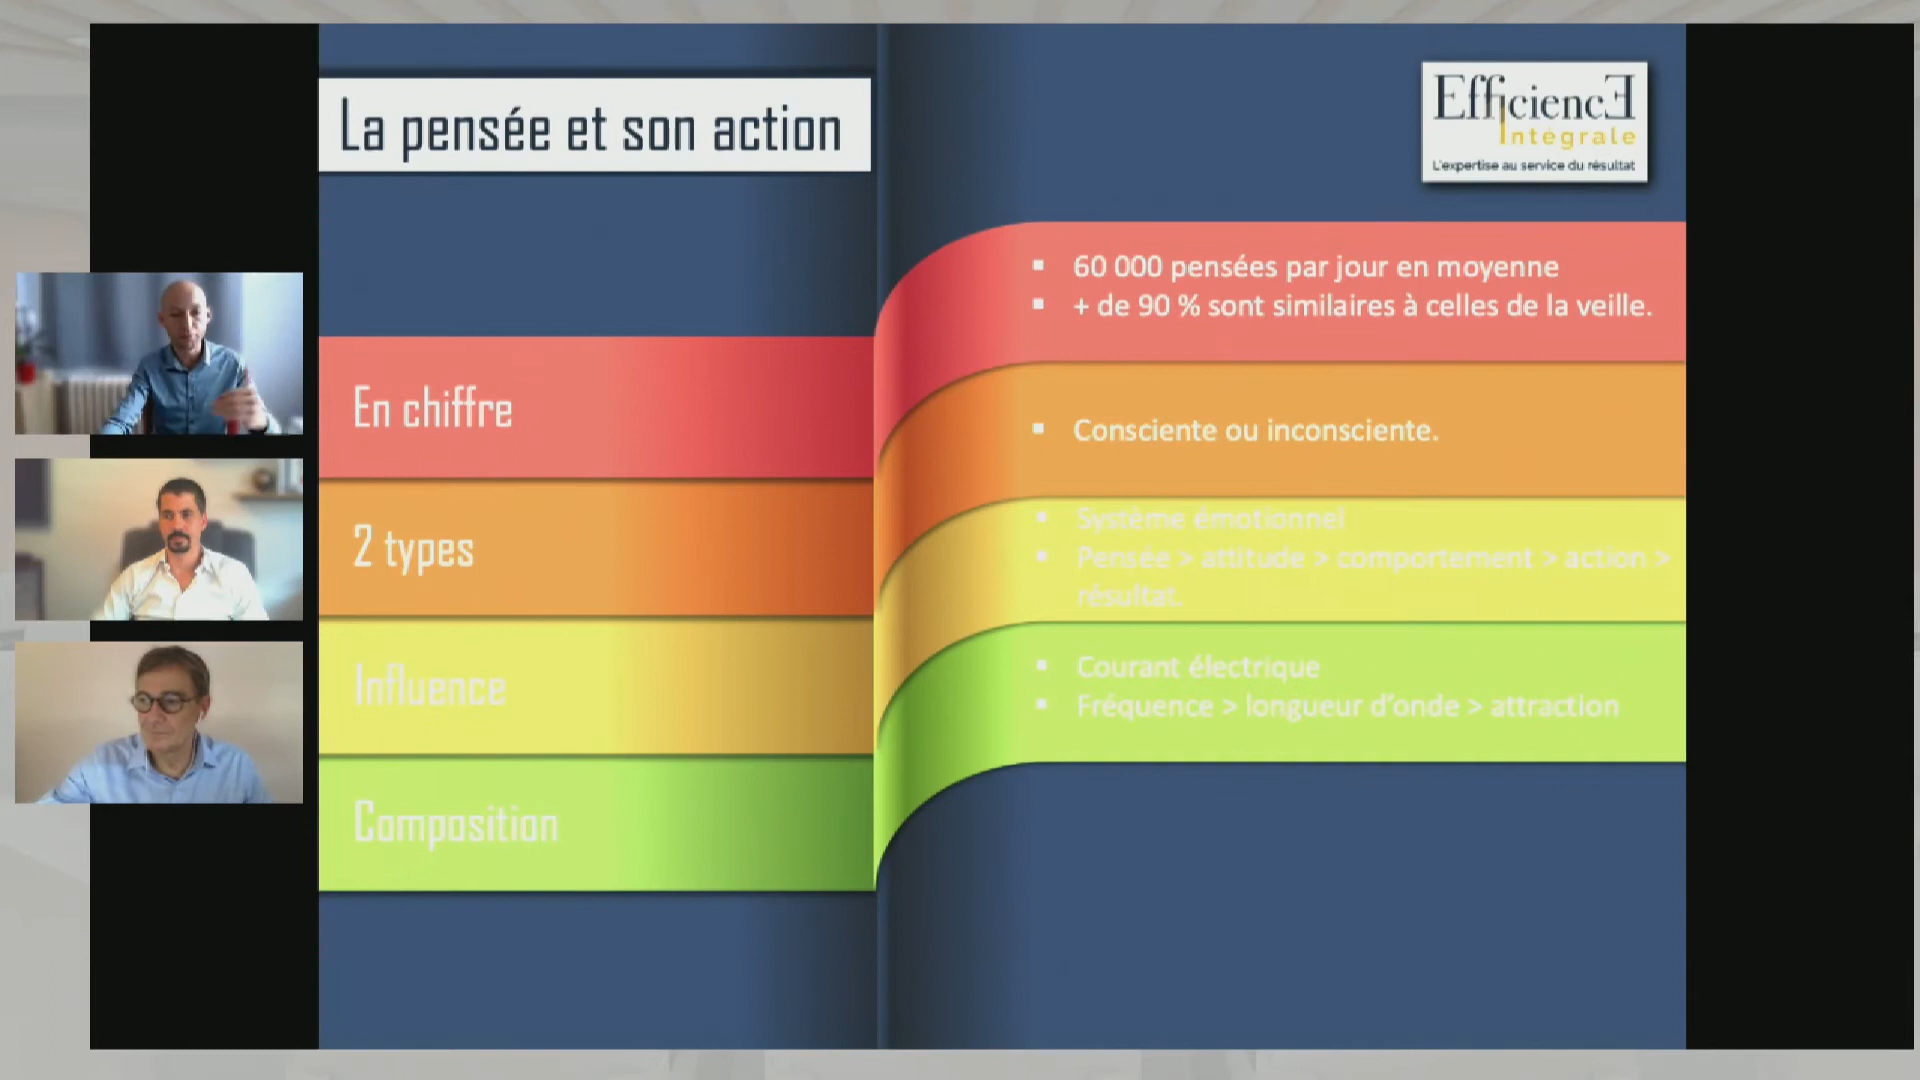 La pensée et son action
EfficiencE
Intégrale
L'expertise au service du résultat
En chiffre
▪ 60 000 pensées par jour en moyenne
▪ + de 90 % sont similaires à celles de la veille.
2 types
▪ Consciente ou inconsciente.
Influence
▪ Système émotionnel
▪ Pensée > attitude > comportement > action >
résultat.
Composition
▪ Courant électrique
▪ Fréquence > longueur d'onde > attraction